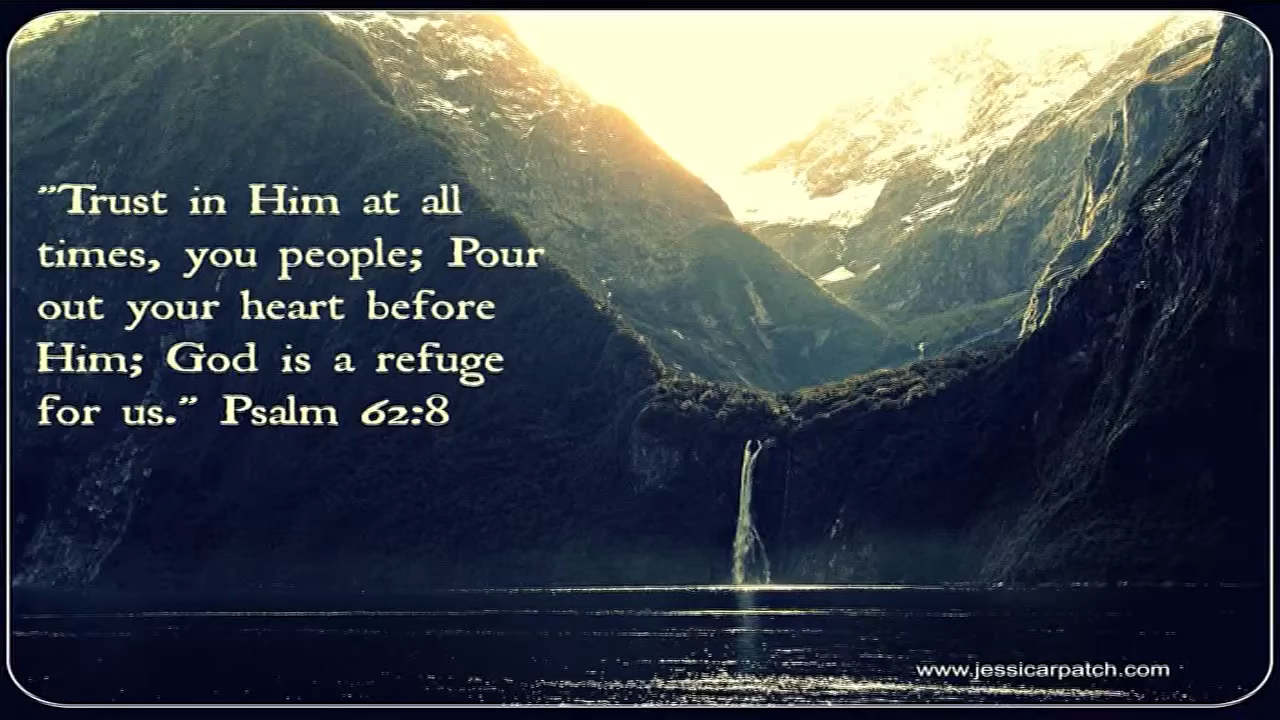 "Trust in Him at all
times, you people; Pour
out your heart before
Him; God is a refuge
for us." Psalm 62:8
www.jessicarpatch.com